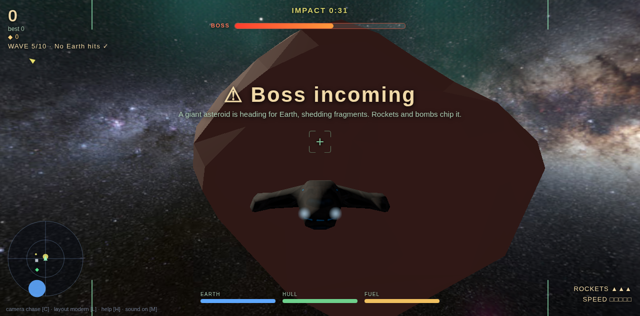 0
best 0
◆ 0
WAVE 5/10 · No Earth hits ✓
IMPACT 0:31
BOSS
⚠ Boss incoming
A giant asteroid is heading for Earth, shedding fragments. Rockets and bombs chip it.
EARTH
HULL
FUEL
ROCKETS ▲▲▲
SPEED □□□□□
camera chase [C] · layout modern [L] · help [H] · sound on [M]